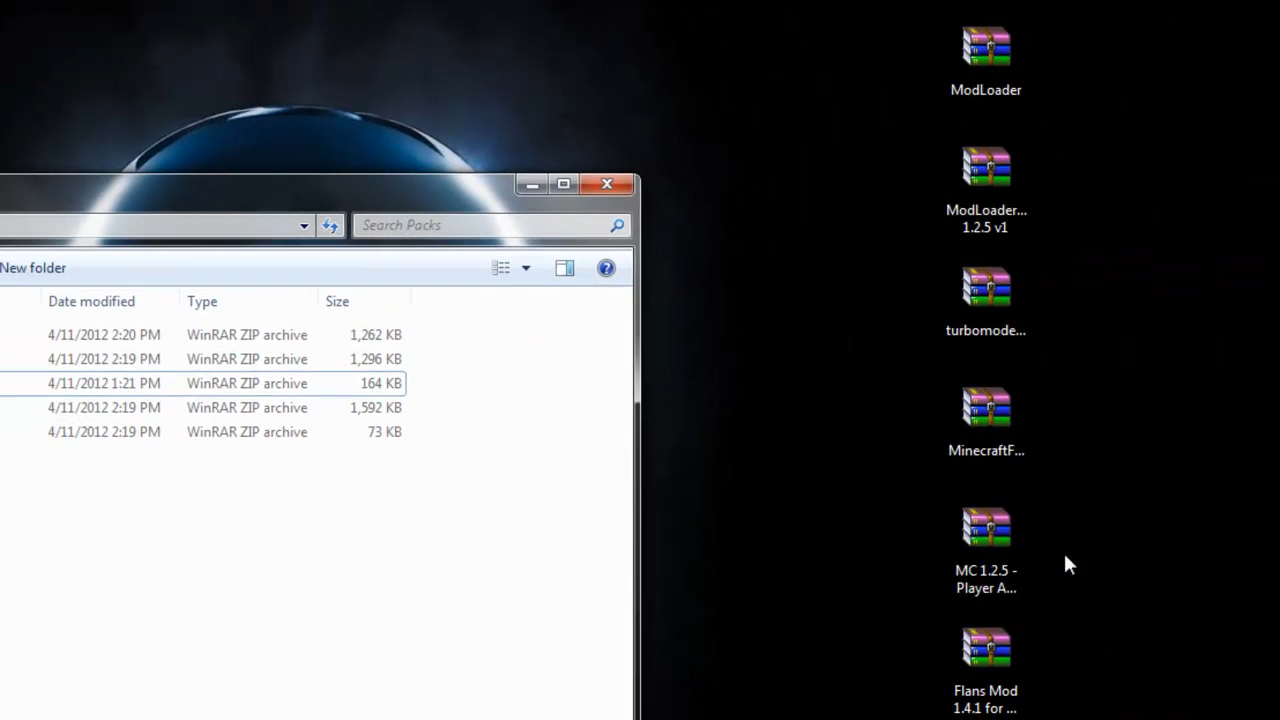 ModLoader
ModLoader...
1.2.5 v1
turbomode...
MinecraftF...
MC 1.2.5 -
Player A...
Flans Mod
1.4.1 for ...
Search Packs
New folder
Date modified Type Size
4/11/2012 2:20 PM WinRAR ZIP archive 1,262 KB
4/11/2012 2:19 PM WinRAR ZIP archive 1,296 KB
4/11/2012 1:21 PM WinRAR ZIP archive 164 KB
4/11/2012 2:19 PM WinRAR ZIP archive 1,592 KB
4/11/2012 2:19 PM WinRAR ZIP archive 73 KB